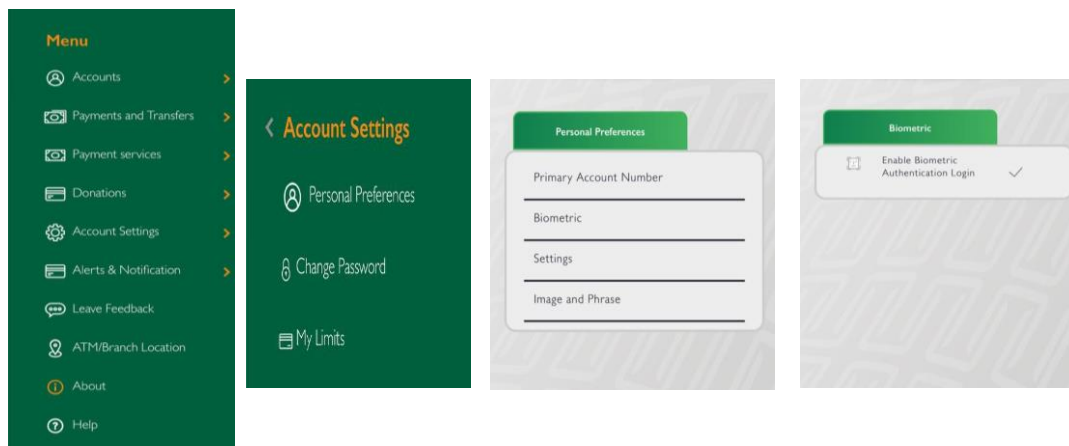 Menu
Accounts
Payments and Transfers
Payment services
Donations
Account Settings
Alerts & Notification
Leave Feedback
ATM/Branch Location
About
Help
Account Settings
Personal Preferences
Change Password
My Limits
Personal Preferences
Primary Account Number
Biometric
Settings
Image and Phrase
Biometric
Enable Biometric
Authentication Login